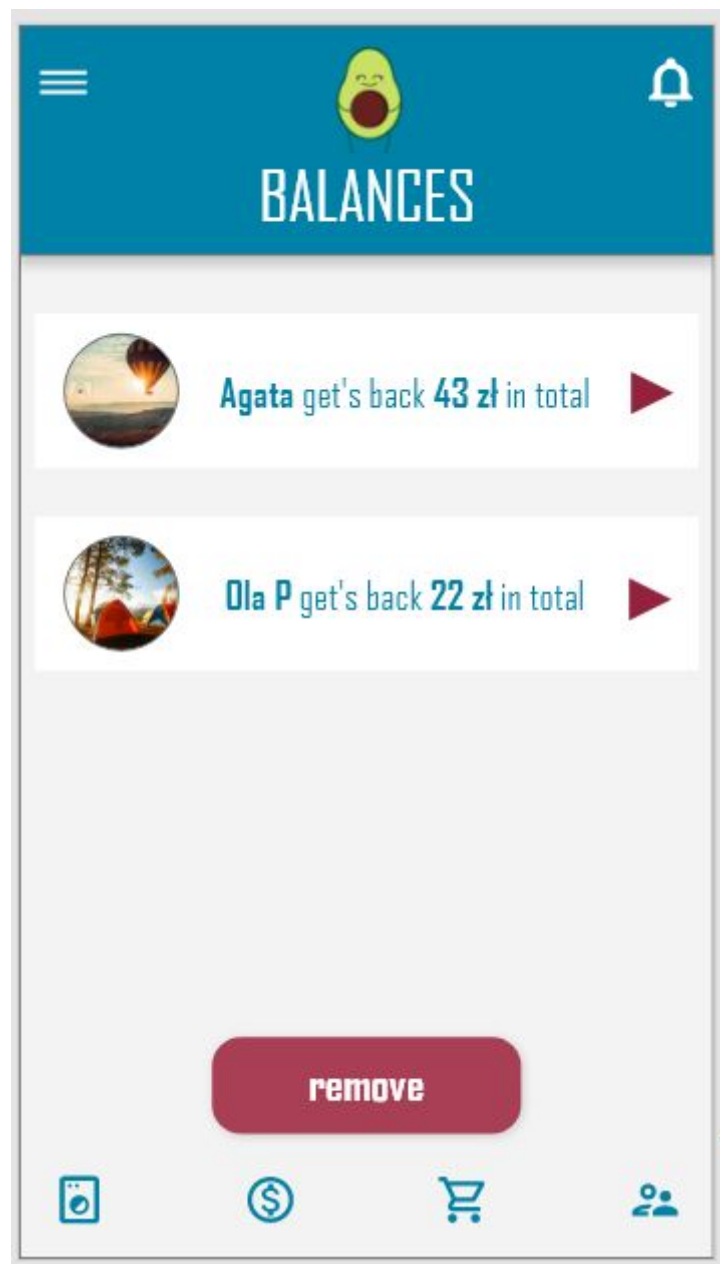 BALANCES
Agata get's back 43 zł in total
Ola P get's back 22 zł in total
remove